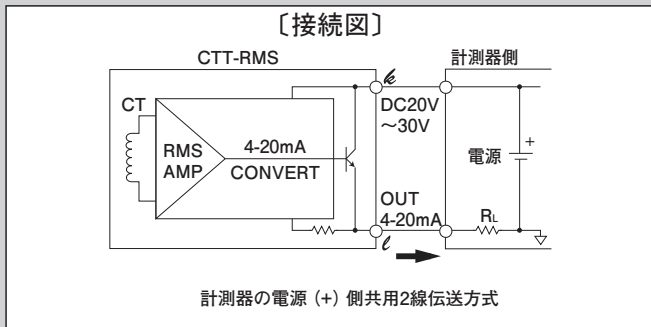 〔接続図〕
CTT-RMS
計測器側
k
CT
DC20V
～30V
RMS
AMP
4-20mA
CONVERT
電源
+
OUT
4-20mA
RL
ℓ
計測器の電源（+）側共用2線伝送方式